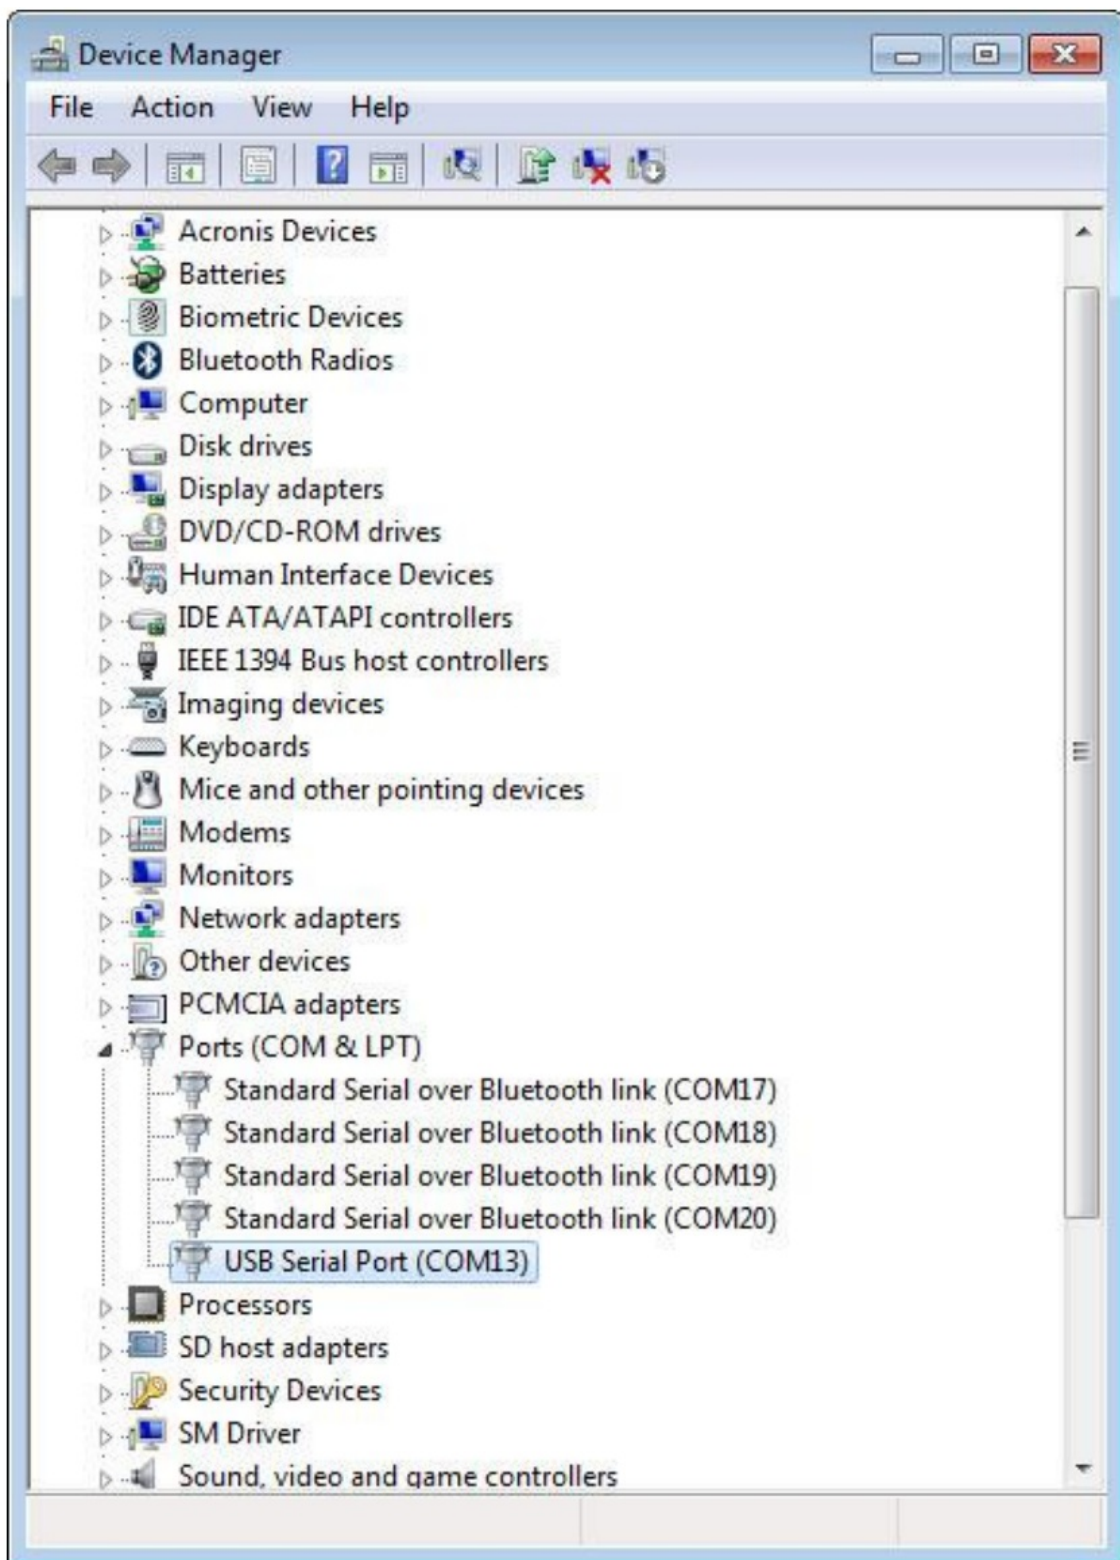 Device Manager
File Action View Help
Acronis Devices
Batteries
Biometric Devices
Bluetooth Radios
Computer
Disk drives
Display adapters
DVD/CD-ROM drives
Human Interface Devices
IDE ATA/ATAPI controllers
IEEE 1394 Bus host controllers
Imaging devices
Keyboards
Mice and other pointing devices
Modems
Monitors
Network adapters
Other devices
PCMCIA adapters
Ports (COM & LPT)
Standard Serial over Bluetooth link (COM17)
Standard Serial over Bluetooth link (COM18)
Standard Serial over Bluetooth link (COM19)
Standard Serial over Bluetooth link (COM20)
USB Serial Port (COM13)
Processors
SD host adapters
Security Devices
SM Driver
Sound, video and game controllers